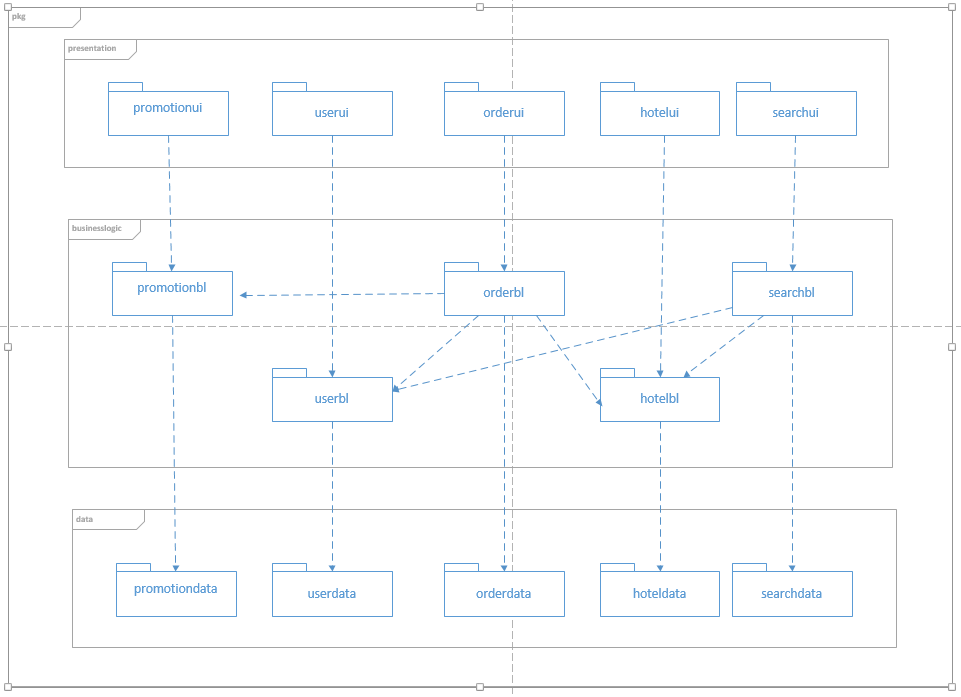 pkg
presentation
promotionui
userui
orderui
hotelui
searchui
businesslogic
promotionbl
orderbl
searchbl
userbl
hotelbl
data
promotiondata
userdata
orderdata
hoteldata
searchdata